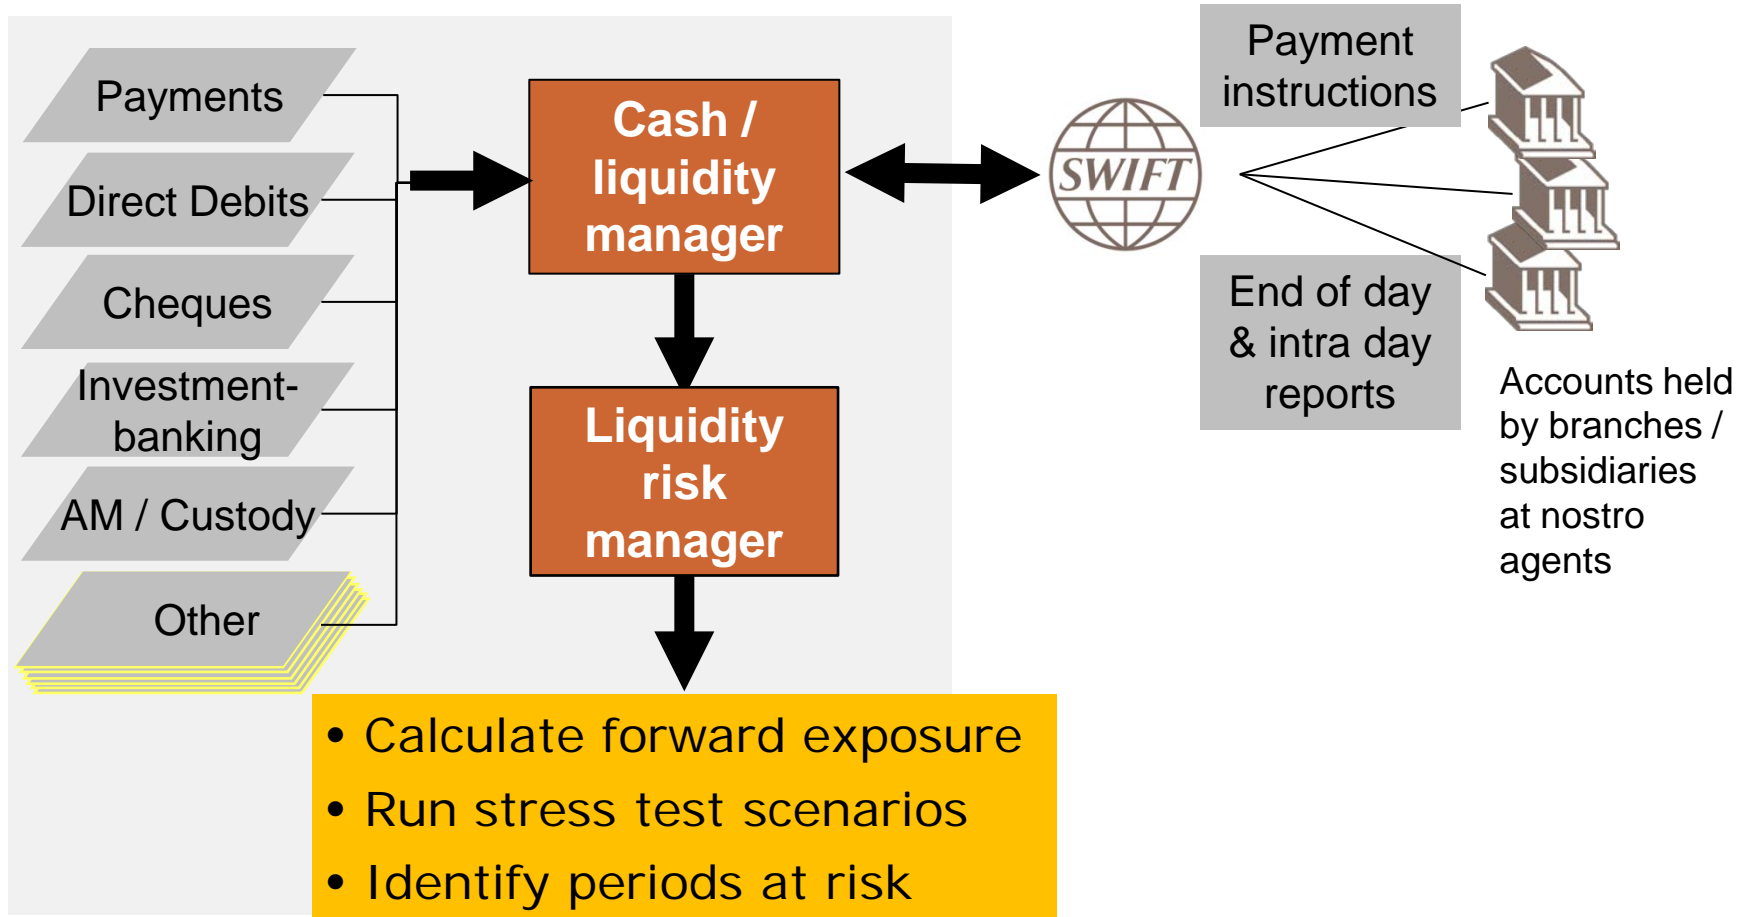 Payments
Direct Debits
Cheques
Investment-
banking
AM / Custody
Other
Cash /
liquidity
manager
Liquidity
risk
manager
• Calculate forward exposure
• Run stress test scenarios
• Identify periods at risk
SWIFT
Payment
instructions
End of day
& intra day
reports
Accounts held
by branches /
subsidiaries
at nostro
agents